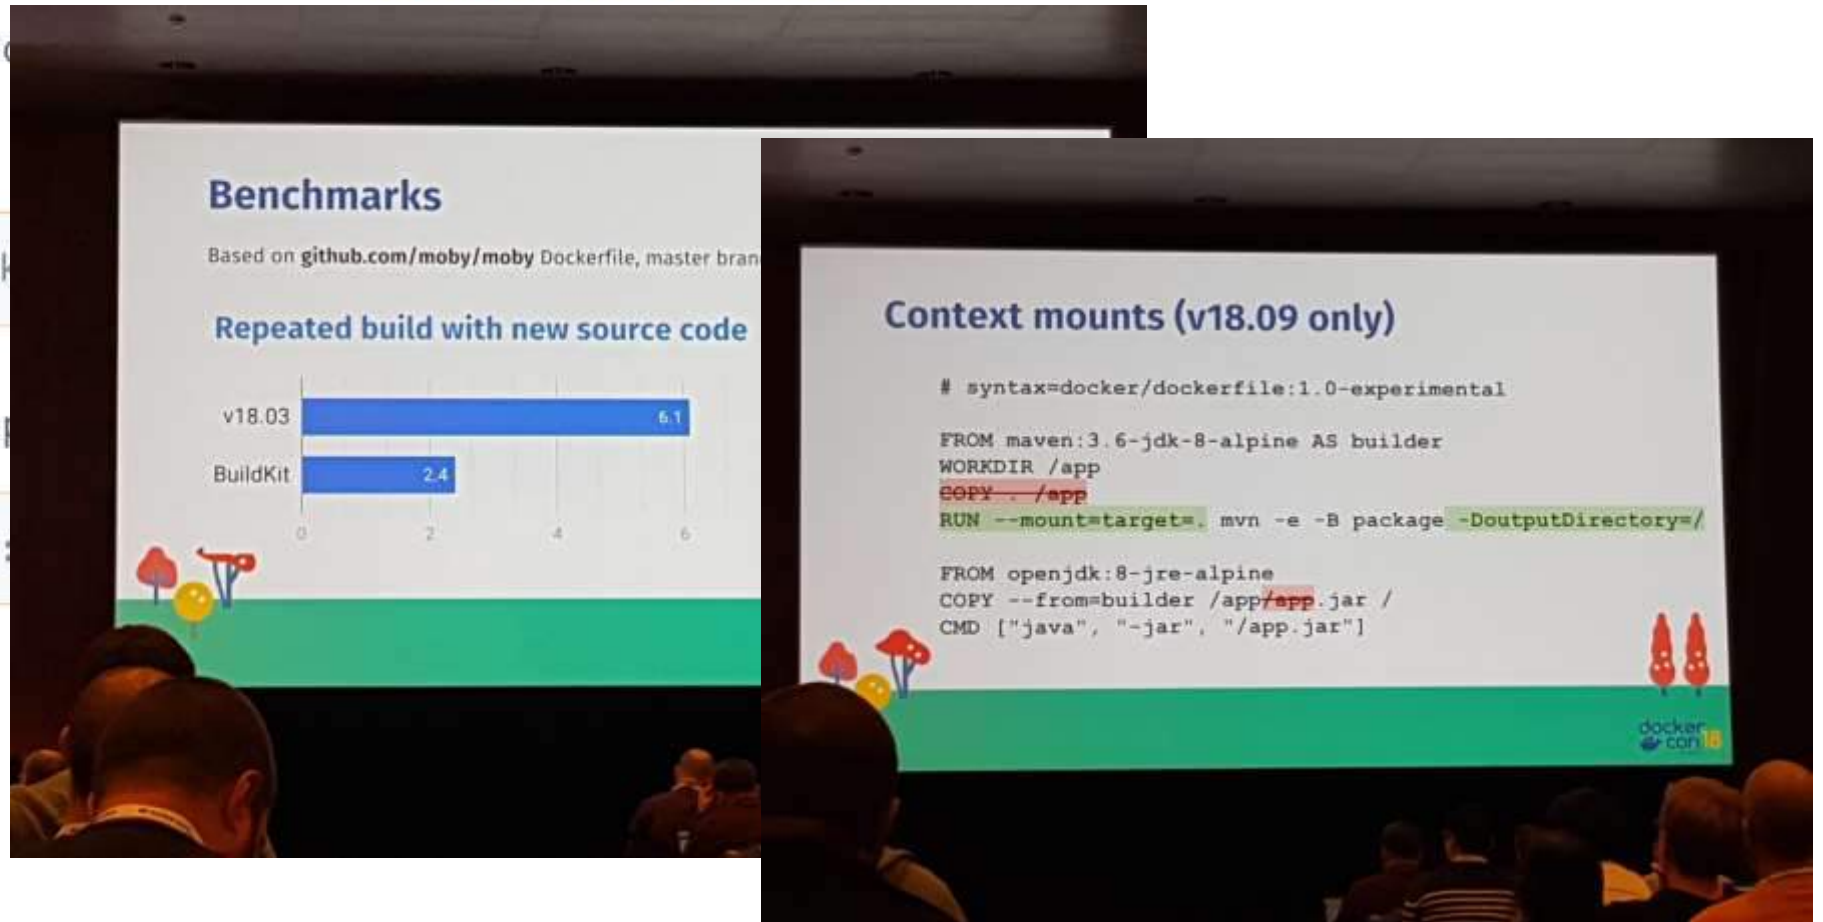 Benchmarks
Based on github.com/moby/moby Dockerfile, master bran
Repeated build with new source code
v18.03
6.1
BuildKit
2.4
0 2 4 6
Context mounts (v18.09 only)
# syntax=docker/dockerfile:1.0-experimental
FROM maven:3.6-jdk-8-alpine AS builder
WORKDIR /app
COPY . /app
RUN --mount=target=. mvn -e -B package -DoutputDirectory=/
FROM openjdk:8-jre-alpine
COPY --from=builder /app/app.jar /
CMD ["java", "-jar", "/app.jar"]
docker
con18